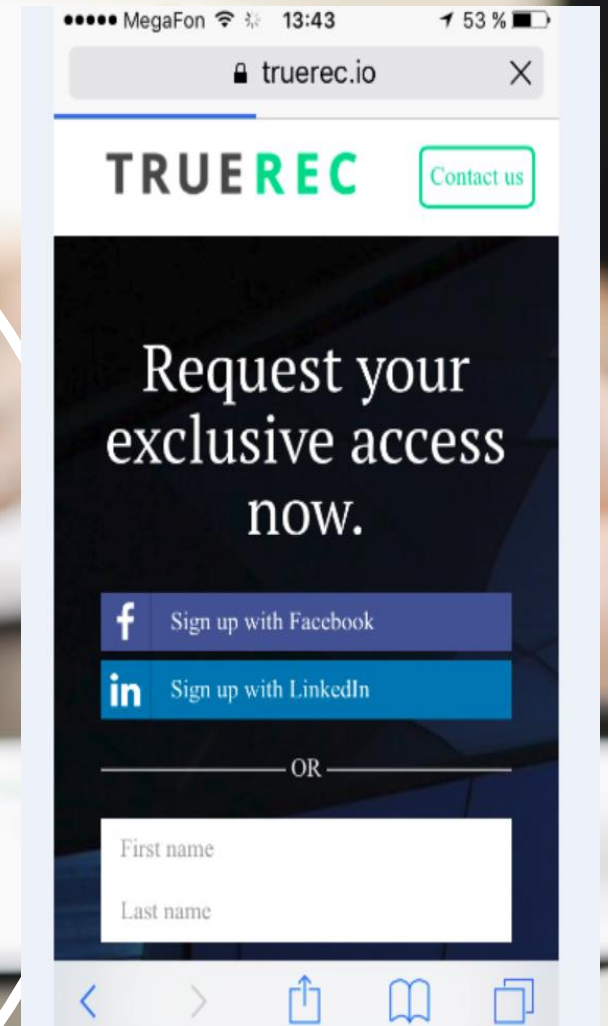 MegaFon 13:43 53 %
truerec.io
TRUEREC
Contact us
Request your
exclusive access
now.
f Sign up with Facebook
in Sign up with LinkedIn
OR
First name
Last name